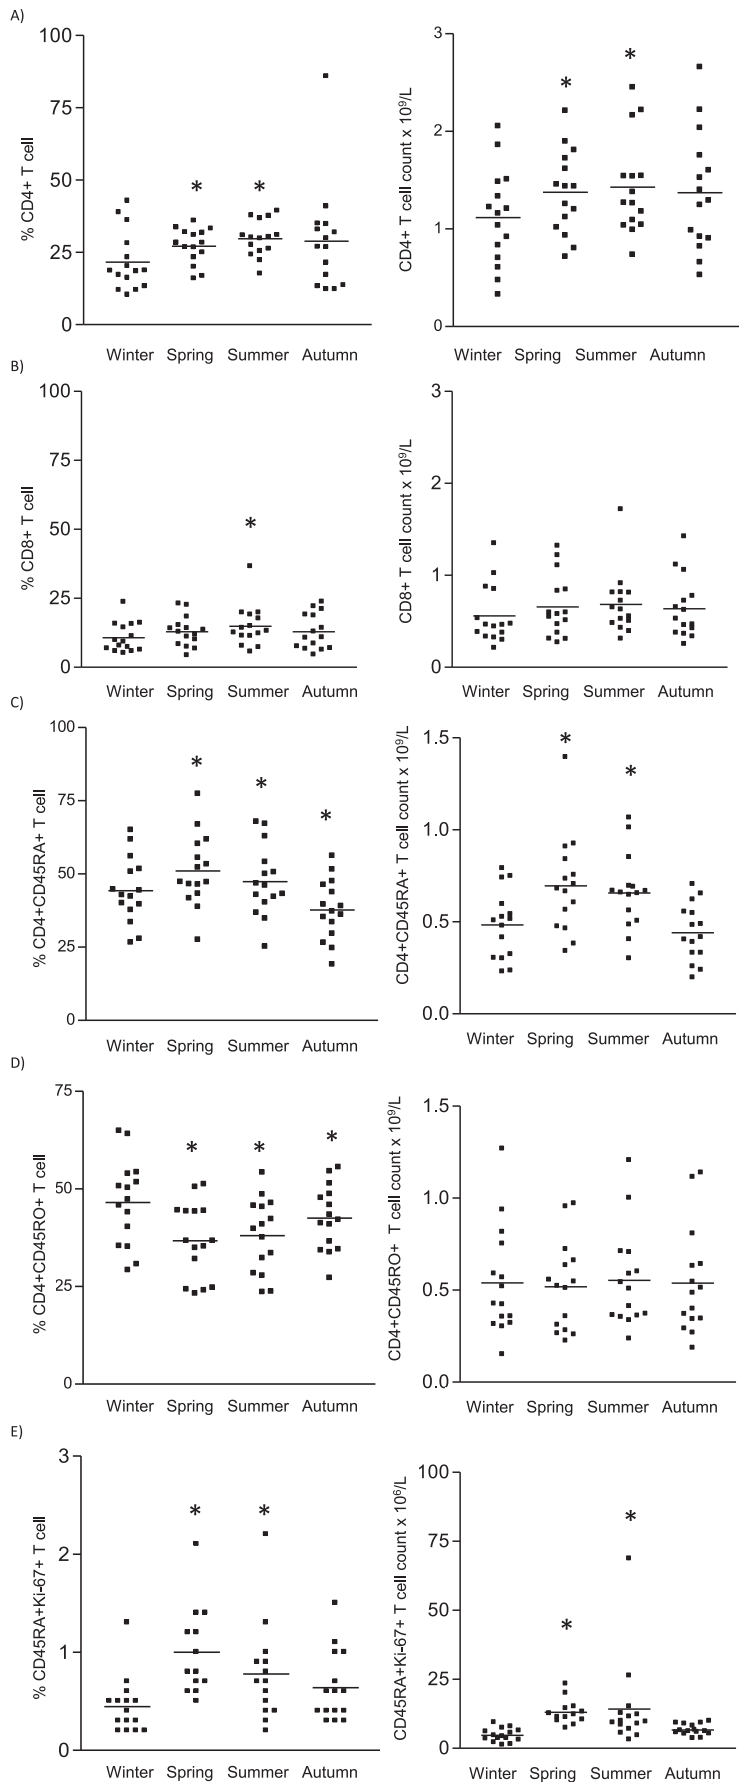 A)
% CD4+ T cell
100
75
50
25
0
* *
Winter Spring Summer Autumn
CD4+ T cell count x 10⁹/L
3
2
1
0
* *
Winter Spring Summer Autumn
B)
% CD8+ T cell
100
75
50
25
0
*
Winter Spring Summer Autumn
CD8+ T cell count x 10⁹/L
3
2
1
0
Winter Spring Summer Autumn
C)
% CD4+CD45RA+ T cell
100
75
50
25
0
* * *
Winter Spring Summer Autumn
CD4+CD45RA+ T cell count x 10⁹/L
1.5
1.0
0.5
0.0
* *
Winter Spring Summer Autumn
D)
% CD4+CD45RO+ T cell
75
50
25
0
* * *
Winter Spring Summer Autumn
CD4+CD45RO+ T cell count x 10⁹/L
1.5
1.0
0.5
0.0
Winter Spring Summer Autumn
E)
% CD45RA+Ki-67+ T cell
3
2
1
0
* *
Winter Spring Summer Autumn
CD45RA+Ki-67+ T cell count x 10⁶/L
100
75
50
25
0
* *
Winter Spring Summer Autumn